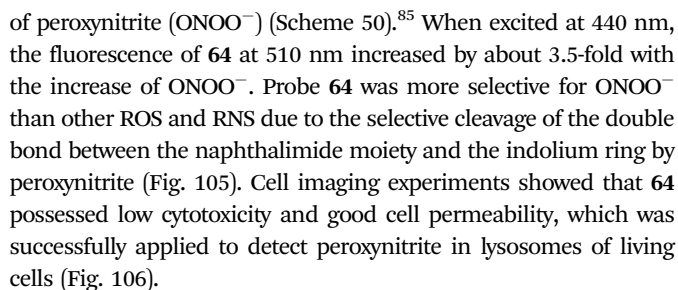 of peroxynitrite (ONOO⁻) (Scheme 50).⁸⁵ When excited at 440 nm,
the fluorescence of 64 at 510 nm increased by about 3.5-fold with
the increase of ONOO⁻. Probe 64 was more selective for ONOO⁻
than other ROS and RNS due to the selective cleavage of the double
bond between the naphthalimide moiety and the indolium ring by
peroxynitrite (Fig. 105). Cell imaging experiments showed that 64
possessed low cytotoxicity and good cell permeability, which was
successfully applied to detect peroxynitrite in lysosomes of living
cells (Fig. 106).